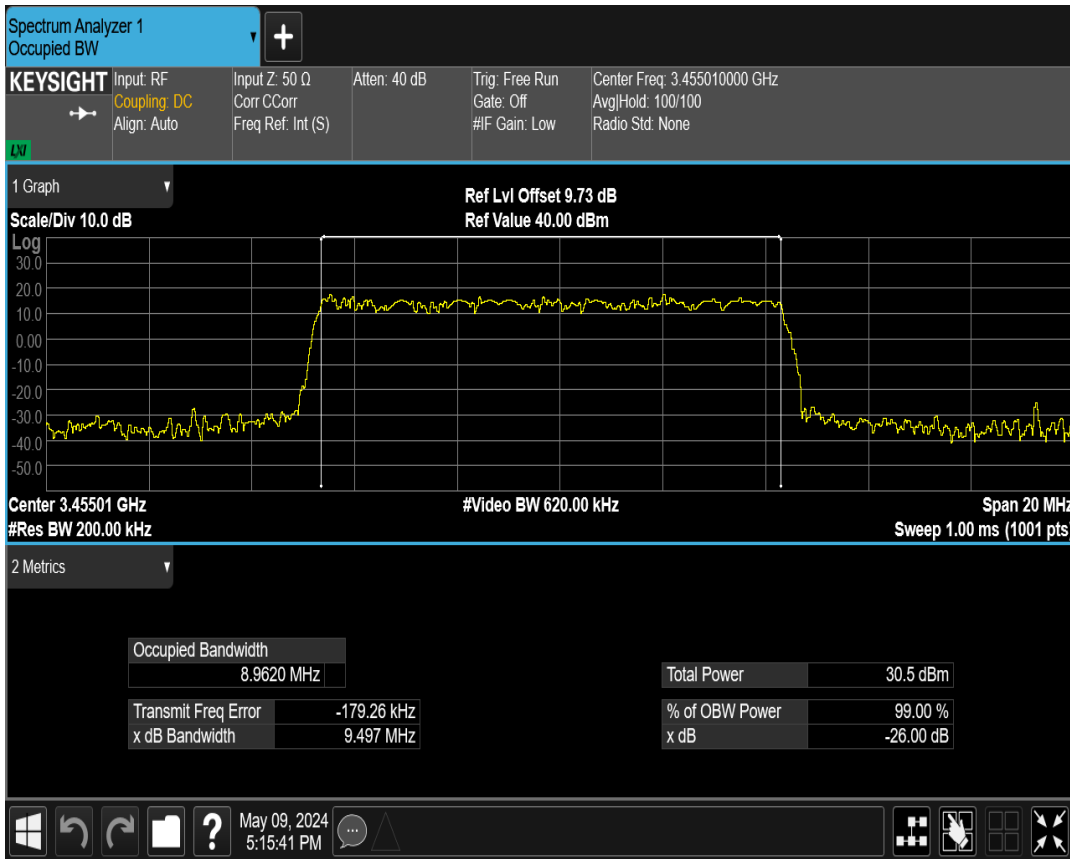 Spectrum Analyzer 1
Occupied BW
+
KEYSIGHT
LXI
Input: RF
Coupling: DC
Align: Auto
Input Z: 50 Ω
Corr CCorr
Freq Ref: Int (S)
Atten: 40 dB
Trig: Free Run
Gate: Off
#IF Gain: Low
Center Freq: 3.455010000 GHz
Avg|Hold: 100/100
Radio Std: None
1 Graph
Scale/Div 10.0 dB
Ref Lvl Offset 9.73 dB
Ref Value 40.00 dBm
Log
30.0
20.0
10.0
0.00
-10.0
-20.0
-30.0
-40.0
-50.0
Center 3.45501 GHz
#Video BW 620.00 kHz
Span 20 MHz
#Res BW 200.00 kHz
Sweep 1.00 ms (1001 pts)
2 Metrics
Occupied Bandwidth
8.9620 MHz
Total Power 30.5 dBm
Transmit Freq Error -179.26 kHz
% of OBW Power 99.00 %
x dB Bandwidth 9.497 MHz
x dB -26.00 dB
?
May 09, 2024
5:15:41 PM